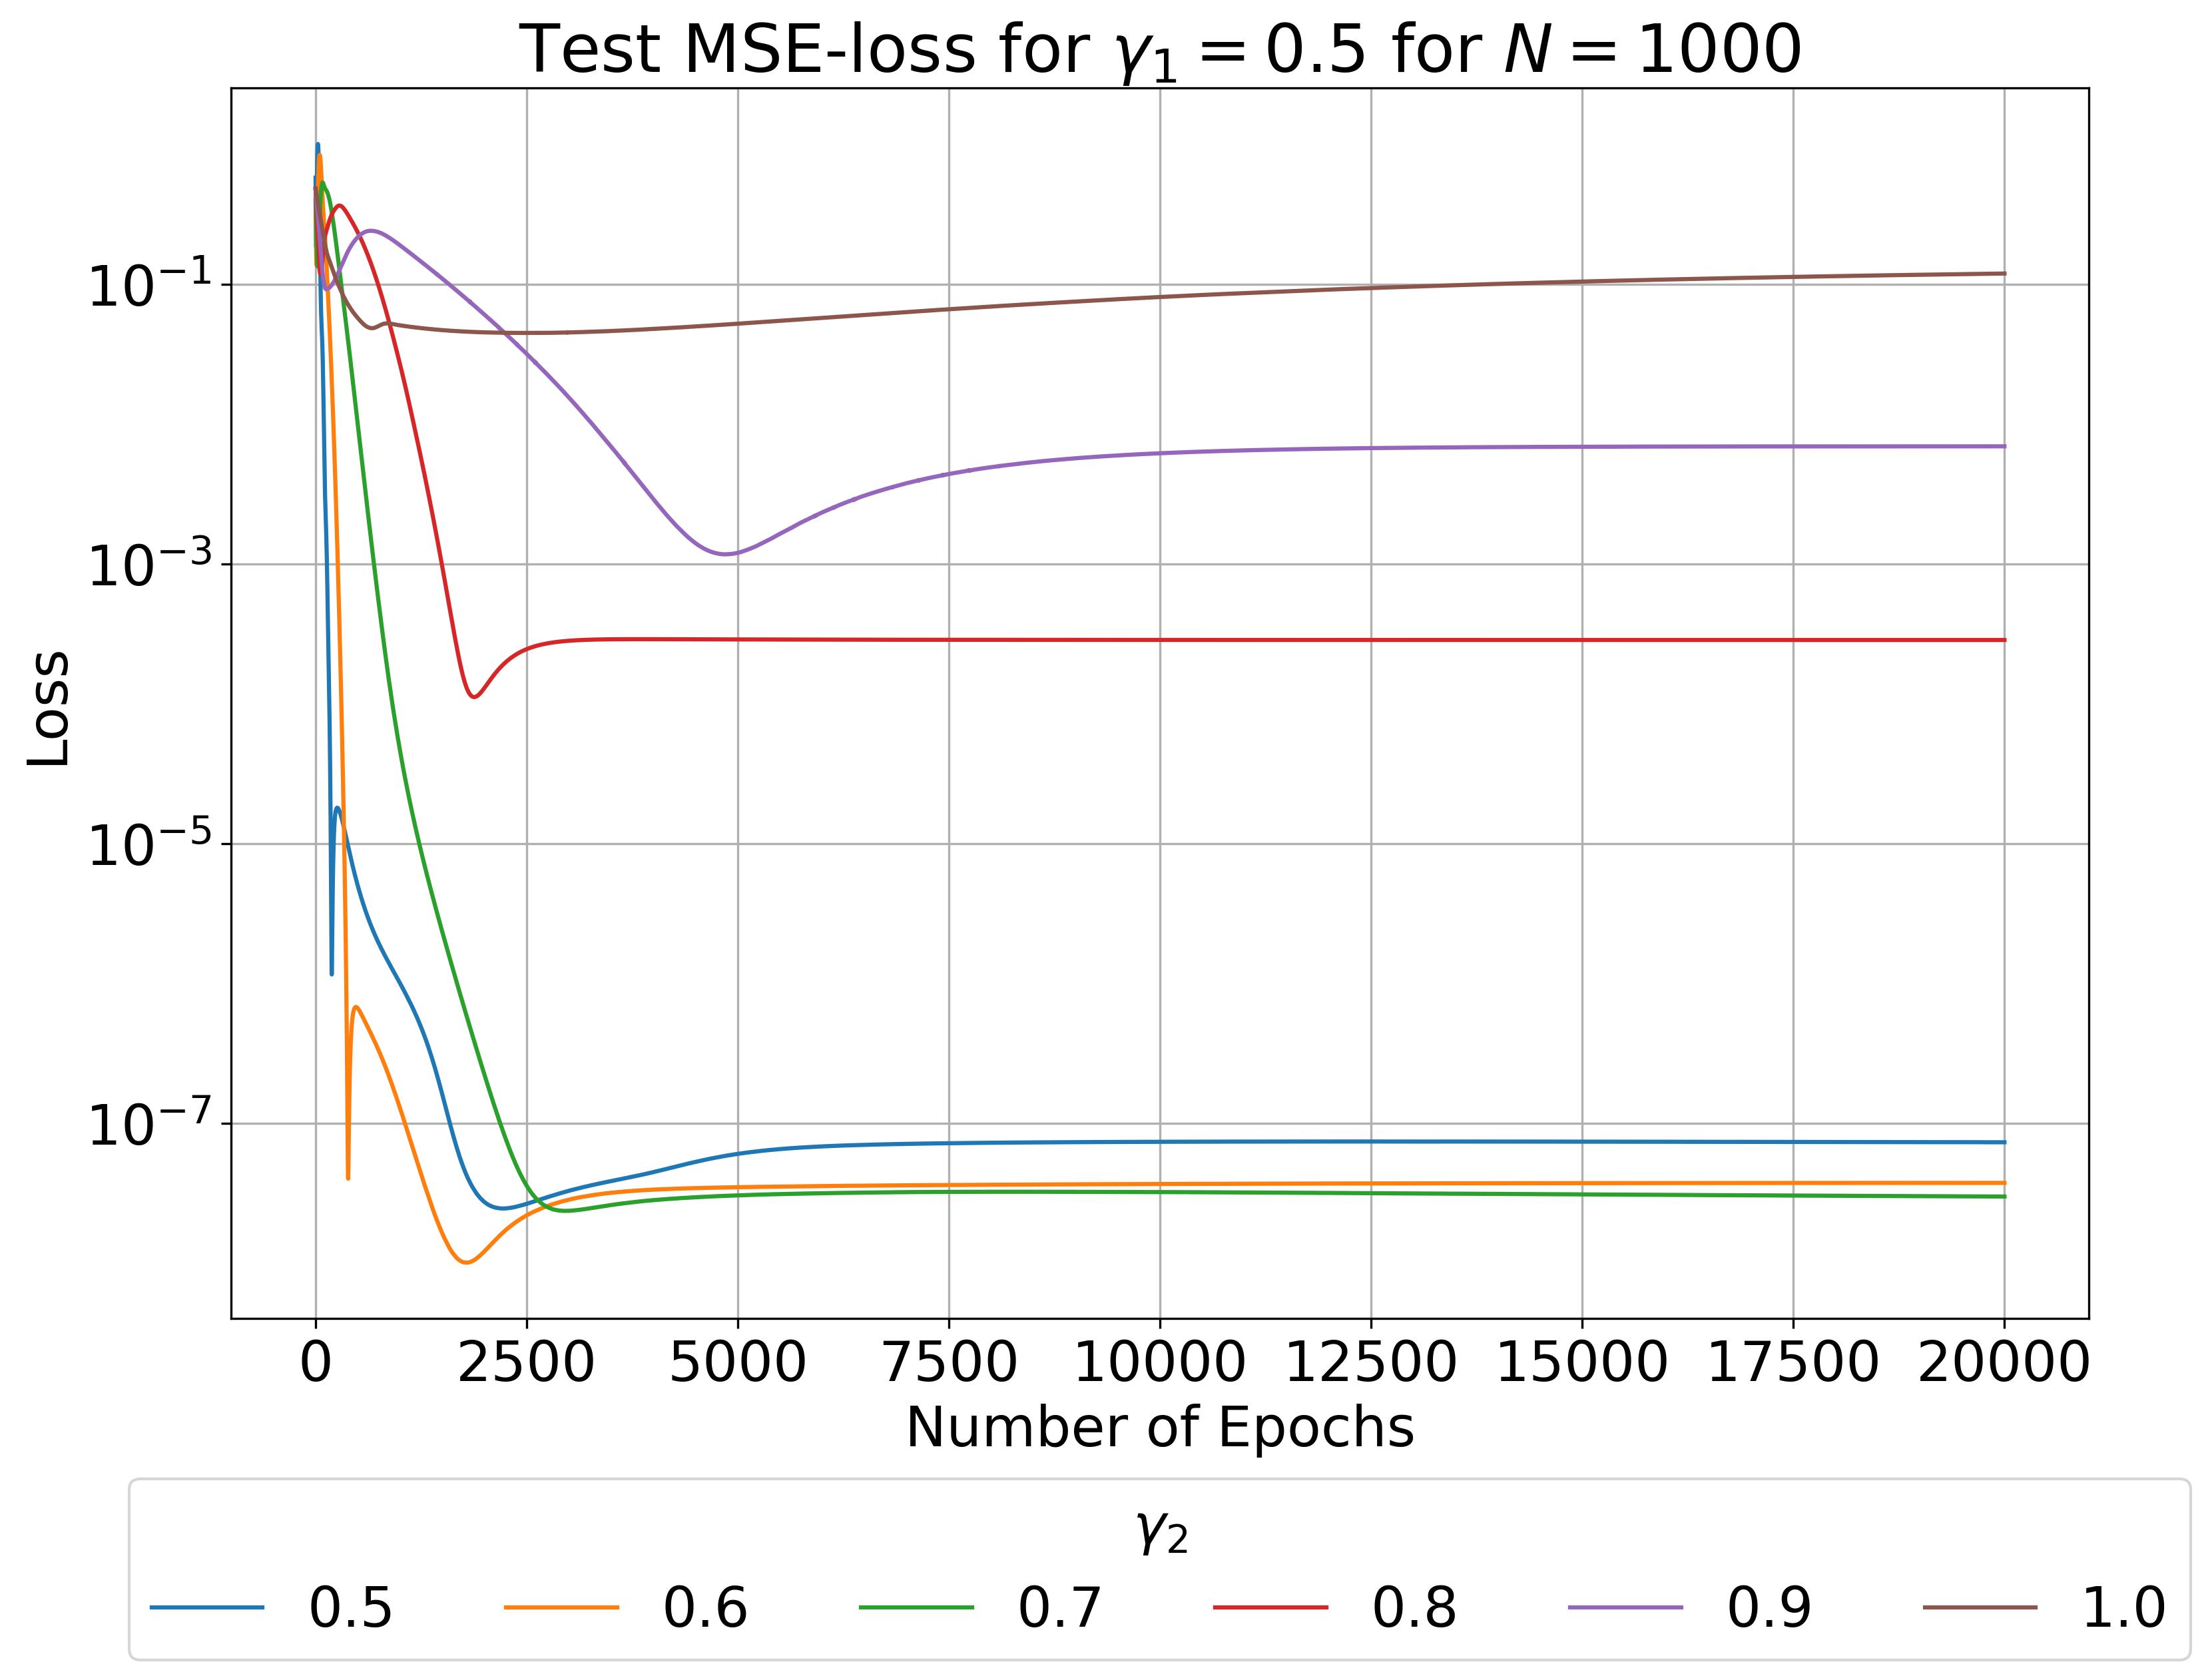 Test MSE-loss for γ₁ = 0.5 for N = 1000
Loss
10⁻¹
10⁻³
10⁻⁵
10⁻⁷
0 2500 5000 7500 10000 12500 15000 17500 20000
Number of Epochs
γ₂
0.5 0.6 0.7 0.8 0.9 1.0